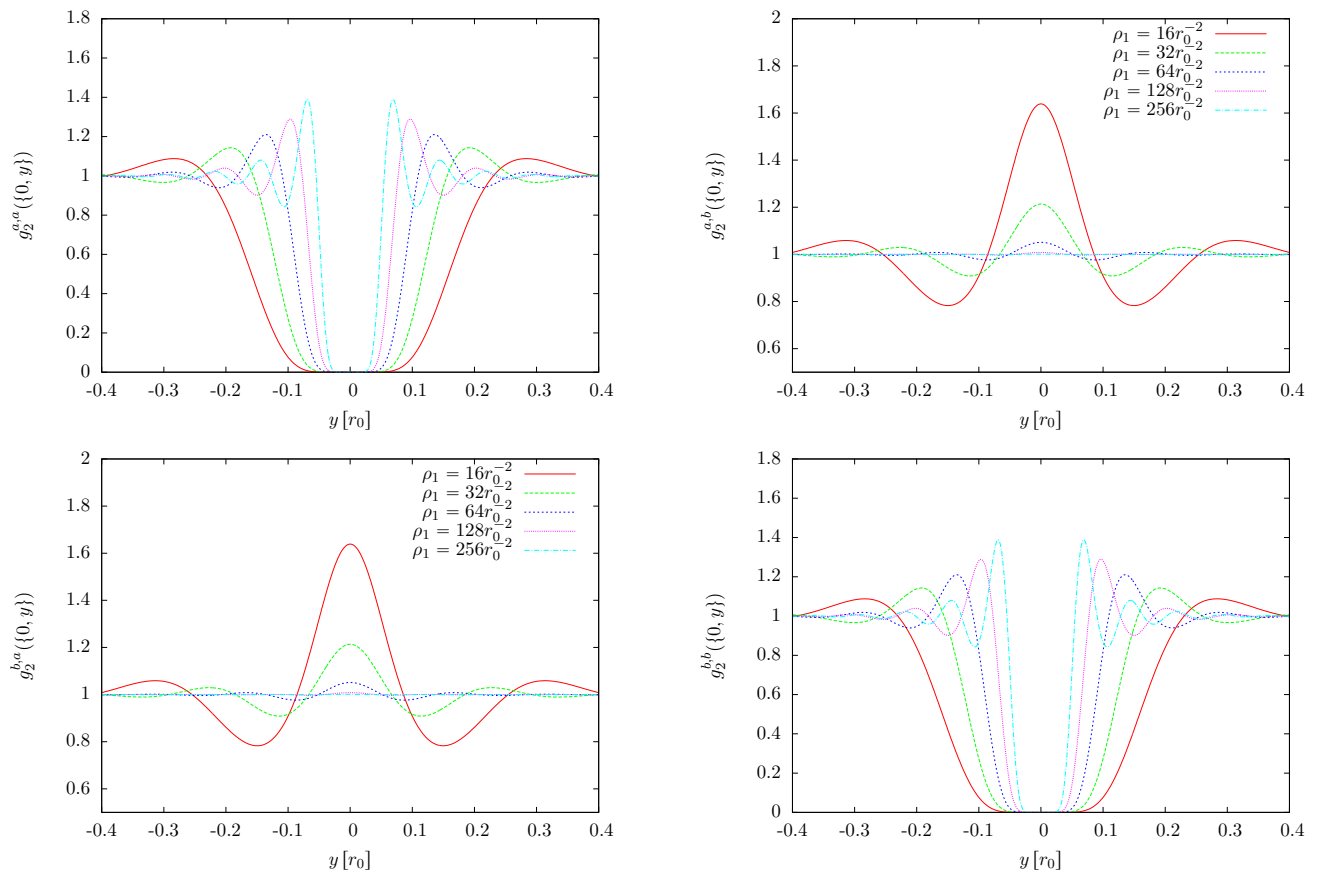 1.8
1.6
1.4
1.2
1
0.8
0.6
0.4
0.2
0
g_2^{a,a}({0, y})
-0.4 -0.3 -0.2 -0.1 0 0.1 0.2 0.3 0.4
y [r_0]
2
1.8
1.6
1.4
1.2
1
0.8
0.6
g_2^{a,b}({0, y})
ρ_1 = 16r_0^{-2}
ρ_1 = 32r_0^{-2}
ρ_1 = 64r_0^{-2}
ρ_1 = 128r_0^{-2}
ρ_1 = 256r_0^{-2}
-0.4 -0.3 -0.2 -0.1 0 0.1 0.2 0.3 0.4
y [r_0]
2
1.8
1.6
1.4
1.2
1
0.8
0.6
g_2^{b,a}({0, y})
ρ_1 = 16r_0^{-2}
ρ_1 = 32r_0^{-2}
ρ_1 = 64r_0^{-2}
ρ_1 = 128r_0^{-2}
ρ_1 = 256r_0^{-2}
-0.4 -0.3 -0.2 -0.1 0 0.1 0.2 0.3 0.4
y [r_0]
1.8
1.6
1.4
1.2
1
0.8
0.6
0.4
0.2
0
g_2^{b,b}({0, y})
-0.4 -0.3 -0.2 -0.1 0 0.1 0.2 0.3 0.4
y [r_0]